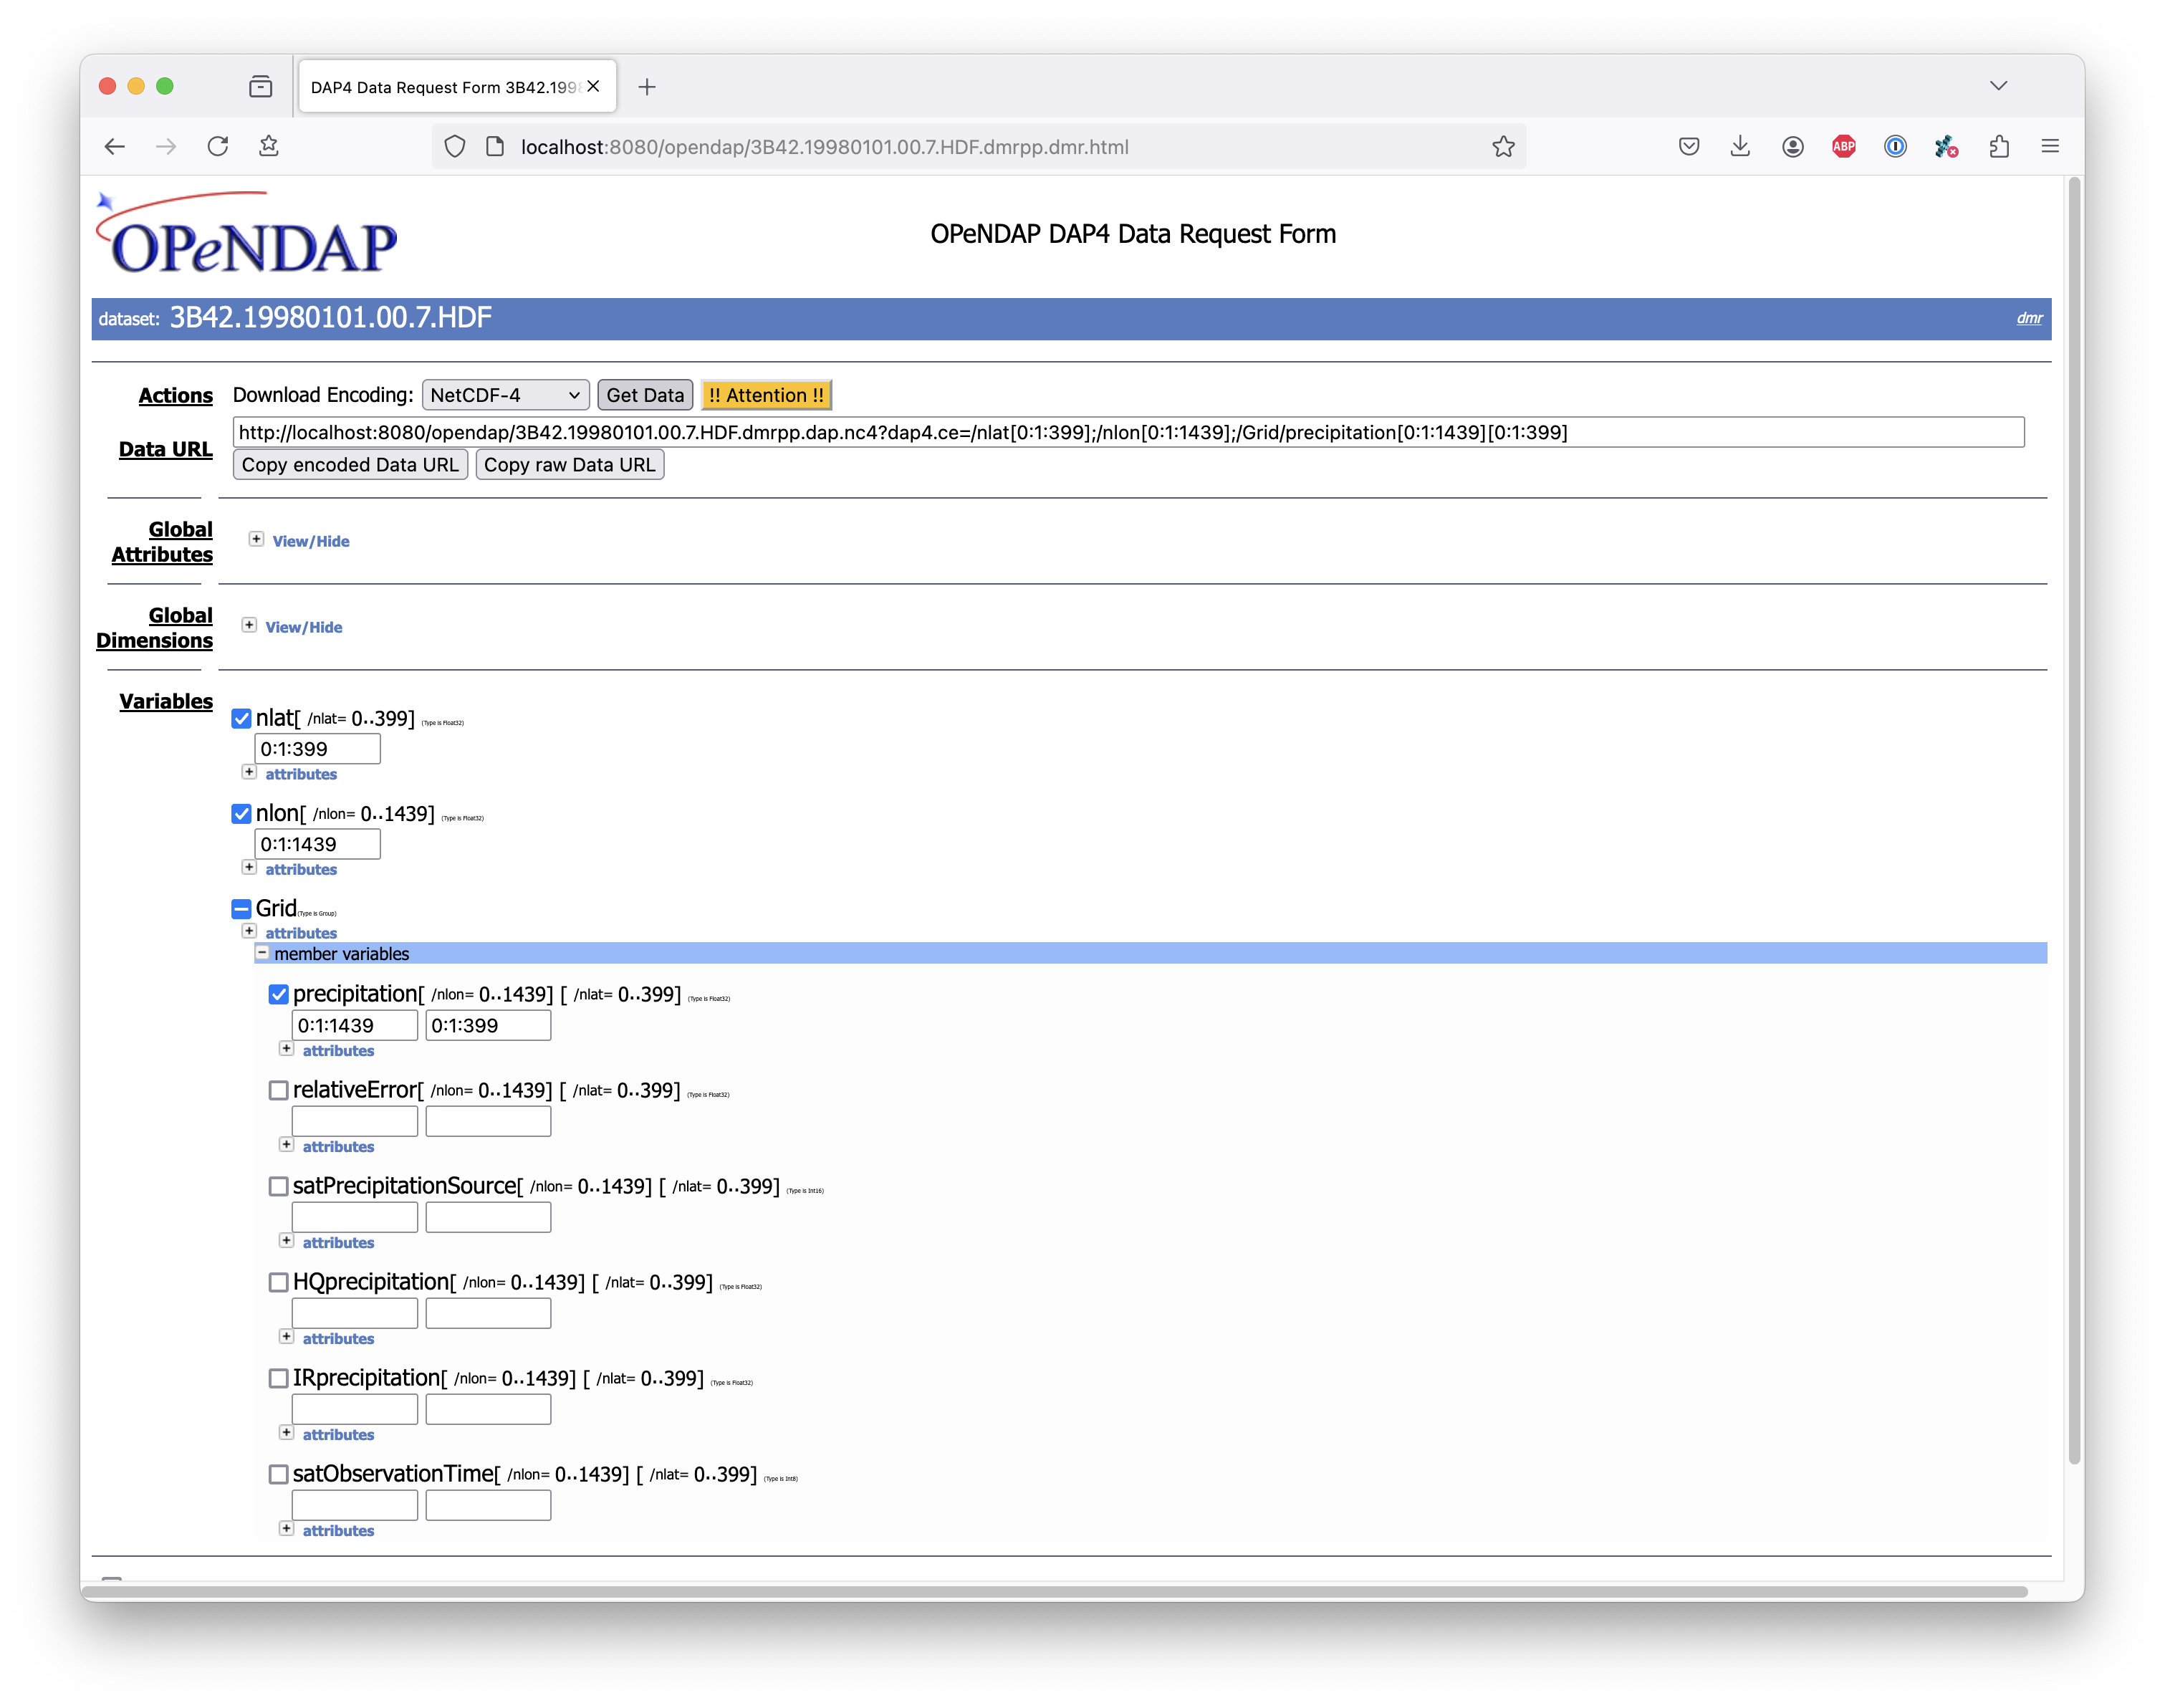 DAP4 Data Request Form 3B42.199
localhost:8080/opendap/3B42.19980101.00.7.HDF.dmrpp.dmr.html
ABP
OPeNDAP
OPeNDAP DAP4 Data Request Form
dataset: 3B42.19980101.00.7.HDF
dmr
Actions
Download Encoding: NetCDF-4 Get Data !! Attention !!
Data URL
http://localhost:8080/opendap/3B42.19980101.00.7.HDF.dmrpp.dap.nc4?dap4.ce=/nlat[0:1:399];/nlon[0:1:1439];/Grid/precipitation[0:1:1439][0:1:399]
Copy encoded Data URL Copy raw Data URL
Global
Attributes
View/Hide
Global
Dimensions
View/Hide
Variables
nlat[ /nlat= 0..399] (Type is Float32)
0:1:399
attributes
nlon[ /nlon= 0..1439] (Type is Float32)
0:1:1439
attributes
Grid(Type is Group)
attributes
member variables
precipitation[ /nlon= 0..1439] [ /nlat= 0..399] (Type is Float32)
0:1:1439 0:1:399
attributes
relativeError[ /nlon= 0..1439] [ /nlat= 0..399] (Type is Float32)
attributes
satPrecipitationSource[ /nlon= 0..1439] [ /nlat= 0..399] (Type is Int16)
attributes
HQprecipitation[ /nlon= 0..1439] [ /nlat= 0..399] (Type is Float32)
attributes
IRprecipitation[ /nlon= 0..1439] [ /nlat= 0..399] (Type is Float32)
attributes
satObservationTime[ /nlon= 0..1439] [ /nlat= 0..399] (Type is Int8)
attributes